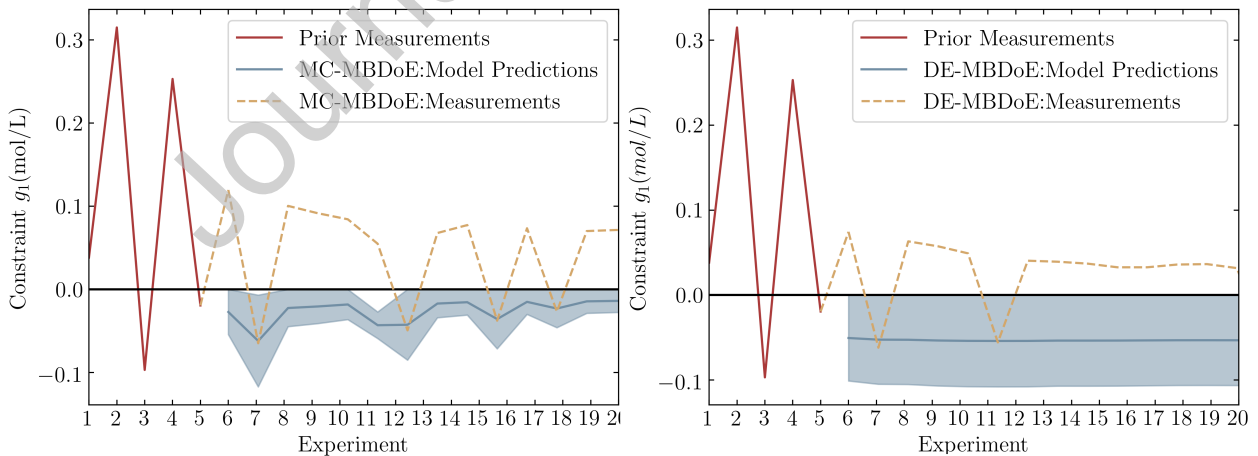 Journ
Constraint g₁(mol/L)
0.3
0.2
0.1
0.0
−0.1
Prior Measurements
MC-MBDoE:Model Predictions
MC-MBDoE:Measurements
1 2 3 4 5 6 7 8 9 10 11 12 13 14 15 16 17 18 19 20
Experiment
Constraint g₁(mol/L)
0.3
0.2
0.1
0.0
−0.1
Prior Measurements
DE-MBDoE:Model Predictions
DE-MBDoE:Measurements
1 2 3 4 5 6 7 8 9 10 11 12 13 14 15 16 17 18 19 20
Experiment